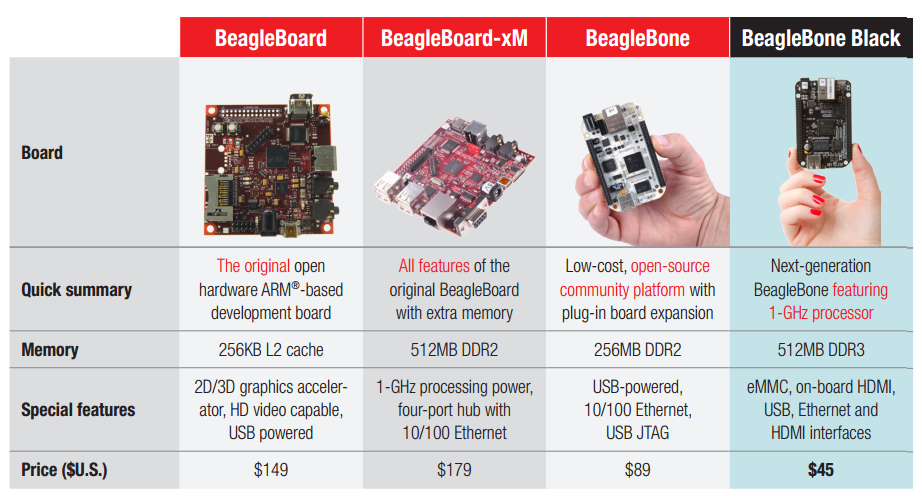 BeagleBoard
BeagleBoard-xM
BeagleBone
BeagleBone Black
Board
Quick summary
The original open
hardware ARM®-based
development board
All features of the
original BeagleBoard
with extra memory
Low-cost, open-source
community platform with
plug-in board expansion
Next-generation
BeagleBone featuring
1-GHz processor
Memory
256KB L2 cache
512MB DDR2
256MB DDR2
512MB DDR3
Special features
2D/3D graphics acceler-
ator, HD video capable,
USB powered
1-GHz processing power,
four-port hub with
10/100 Ethernet
USB-powered,
10/100 Ethernet,
USB JTAG
eMMC, on-board HDMI,
USB, Ethernet and
HDMI interfaces
Price ($U.S.)
$149
$179
$89
$45